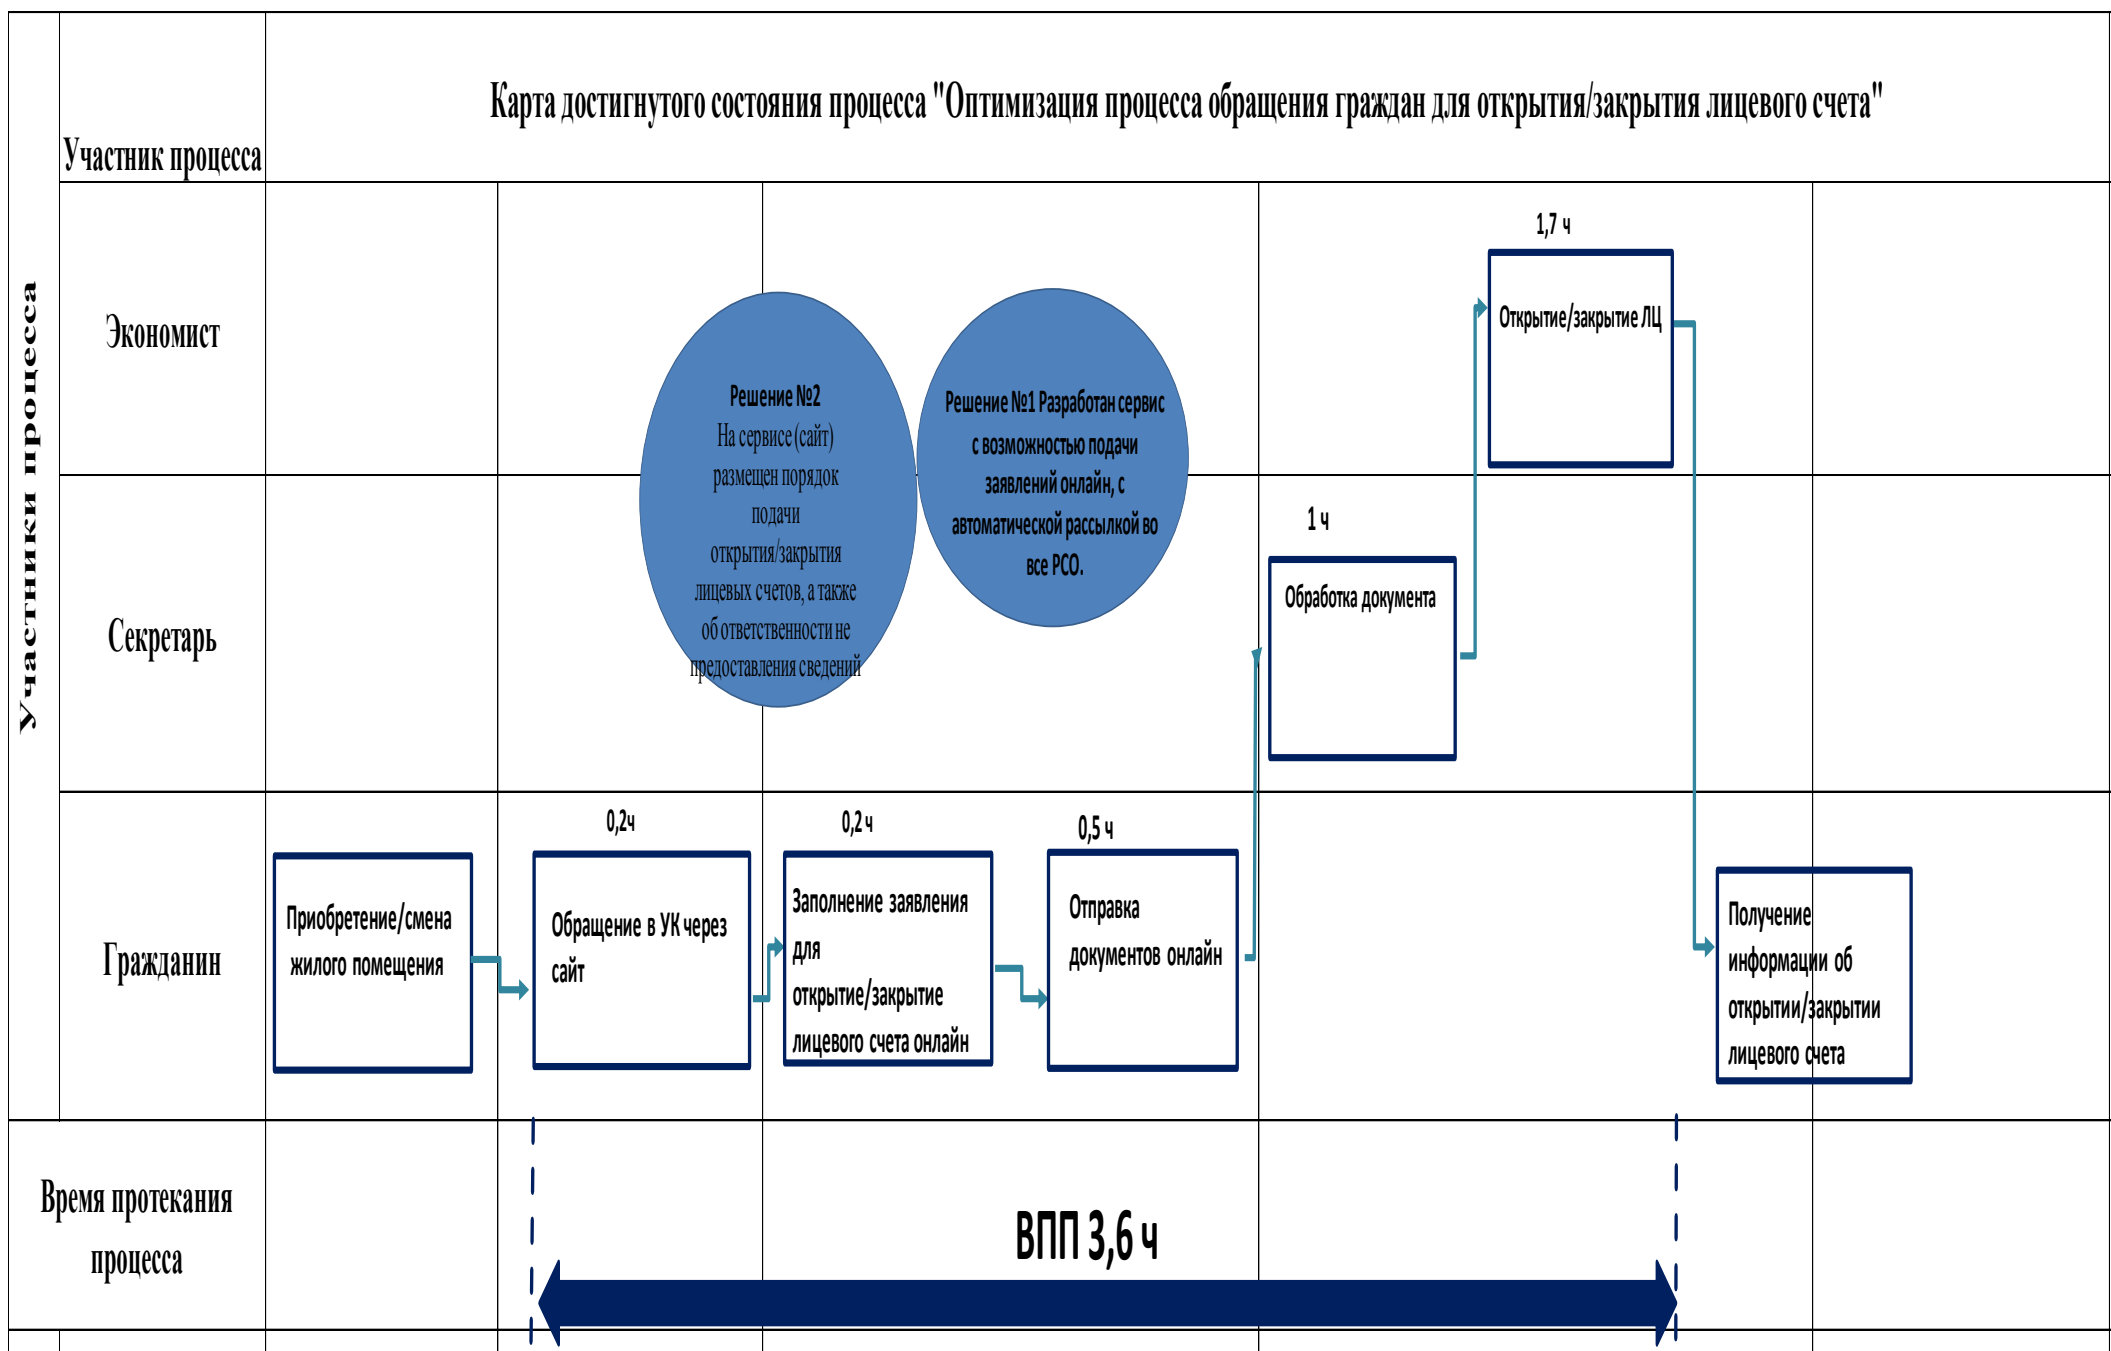 Карта достигнутого состояния процесса "Оптимизация процесса обращения граждан для открытия/закрытия лицевого счета"
Участник процесса
Участники процесса
Экономист
1,7 ч
Открытие/закрытие ЛЦ
Решение №2
На сервисе (сайт)
размещен порядок
подачи
открытия/закрытия
лицевых счетов, а также
об ответственности не
предоставления сведений
Решение №1 Разработан сервис
с возможностью подачи
заявлений онлайн, с
автоматической рассылкой во
все РСО.
Секретарь
1 ч
Обработка документа
Гражданин
Приобретение/смена
жилого помещения
0,2ч
Обращение в УК через
сайт
0,2 ч
Заполнение заявления
для
открытие/закрытие
лицевого счета онлайн
0,5 ч
Отправка
документов онлайн
Получение
информации об
открытии/закрытии
лицевого счета
Время протекания
процесса
ВПП 3,6 ч